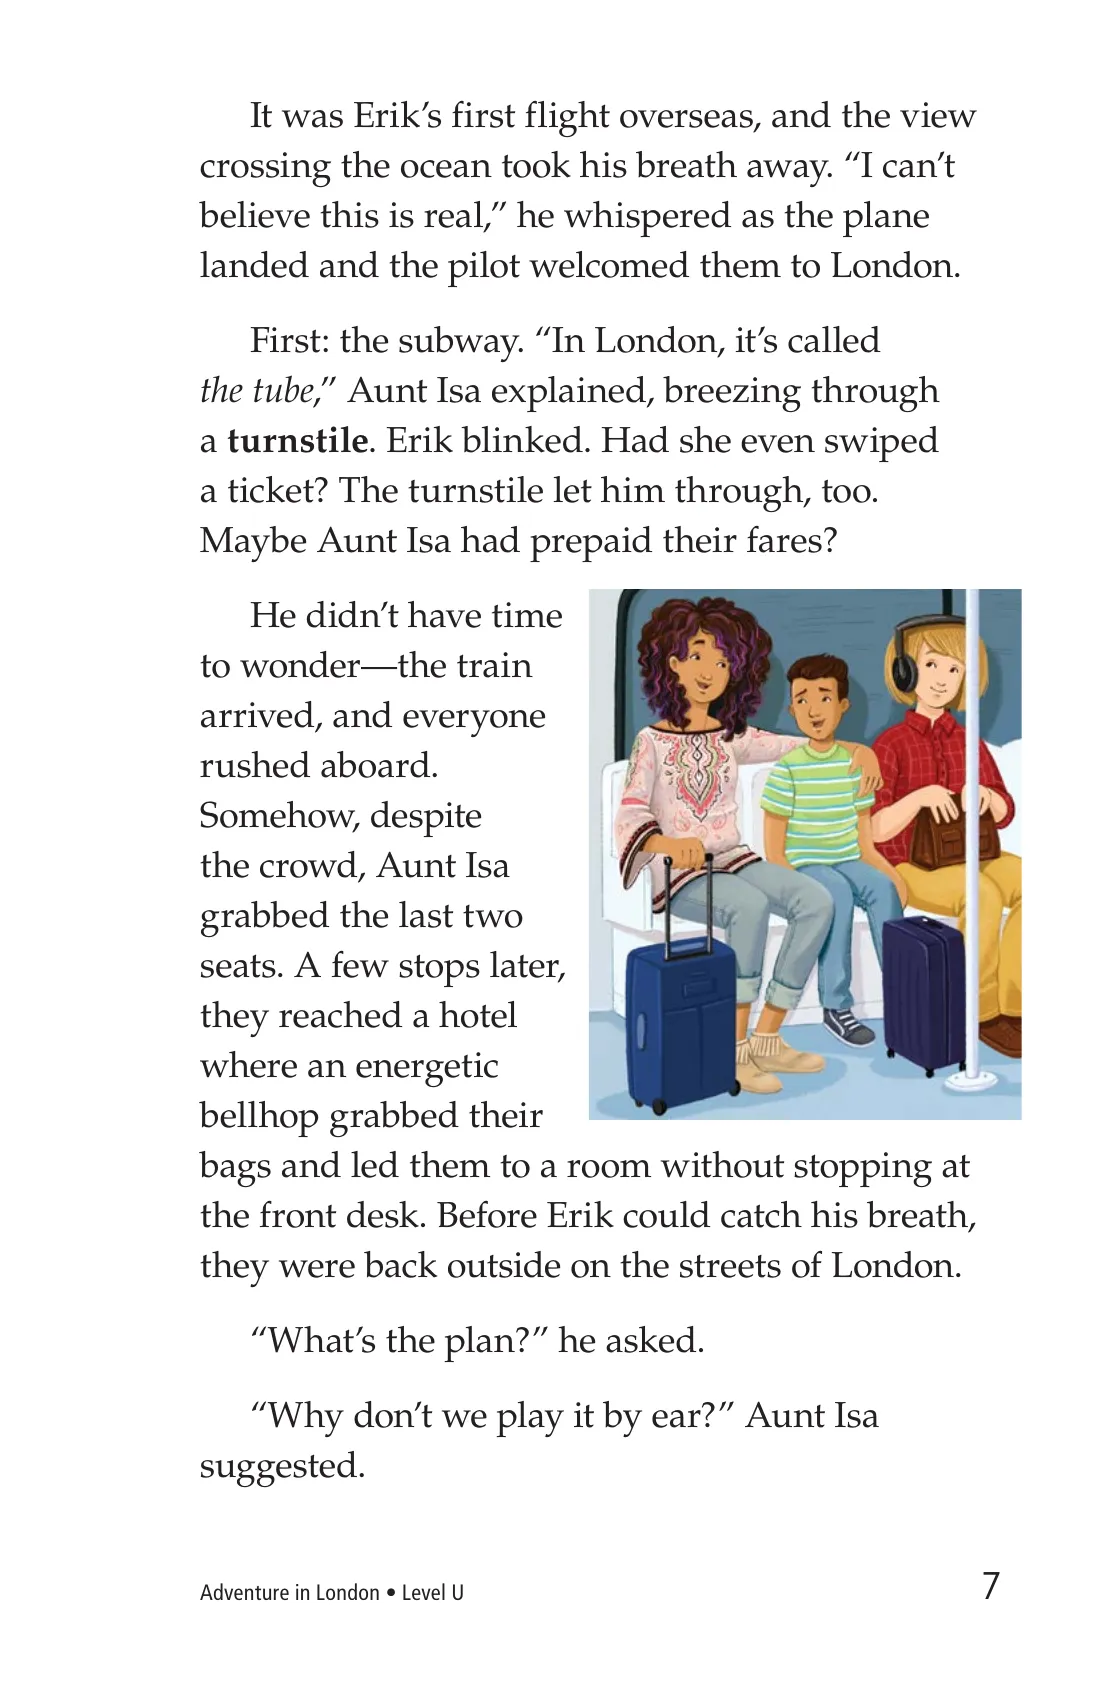 It was Erik’s first flight overseas, and the view
crossing the ocean took his breath away. “I can’t
believe this is real,” he whispered as the plane
landed and the pilot welcomed them to London.
First: the subway. “In London, it’s called
the tube,” Aunt Isa explained, breezing through
a turnstile. Erik blinked. Had she even swiped
a ticket? The turnstile let him through, too.
Maybe Aunt Isa had prepaid their fares?
He didn’t have time
to wonder—the train
arrived, and everyone
rushed aboard.
Somehow, despite
the crowd, Aunt Isa
grabbed the last two
seats. A few stops later,
they reached a hotel
where an energetic
bellhop grabbed their
bags and led them to a room without stopping at
the front desk. Before Erik could catch his breath,
they were back outside on the streets of London.
“What’s the plan?” he asked.
“Why don’t we play it by ear?” Aunt Isa
suggested.
Adventure in London • Level U
7